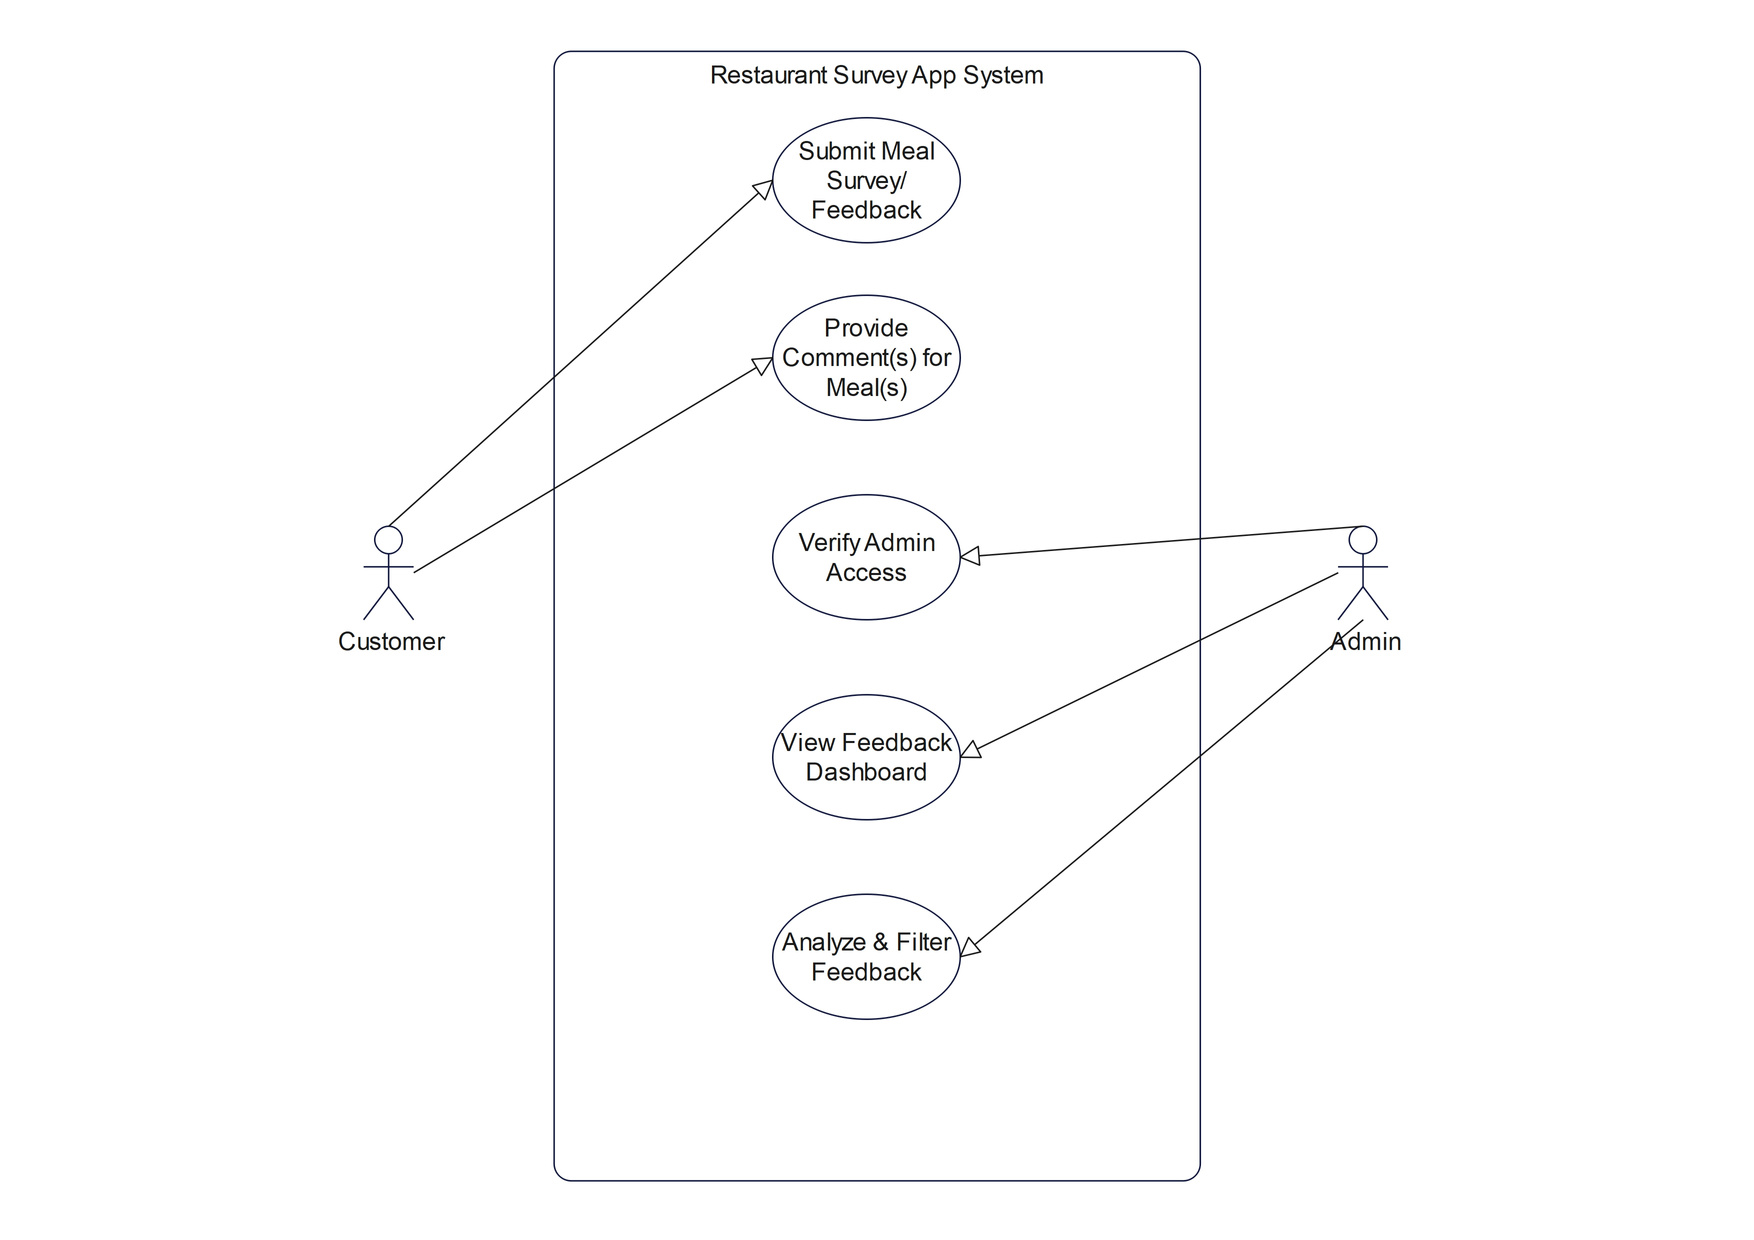 Restaurant Survey App System
Submit Meal
Survey/
Feedback
Provide
Comment(s) for
Meal(s)
Verify Admin
Access
Customer
Admin
View Feedback
Dashboard
Analyze & Filter
Feedback